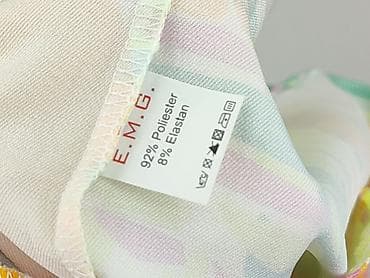 E.M.G.
92% Poliester
8% Elastan